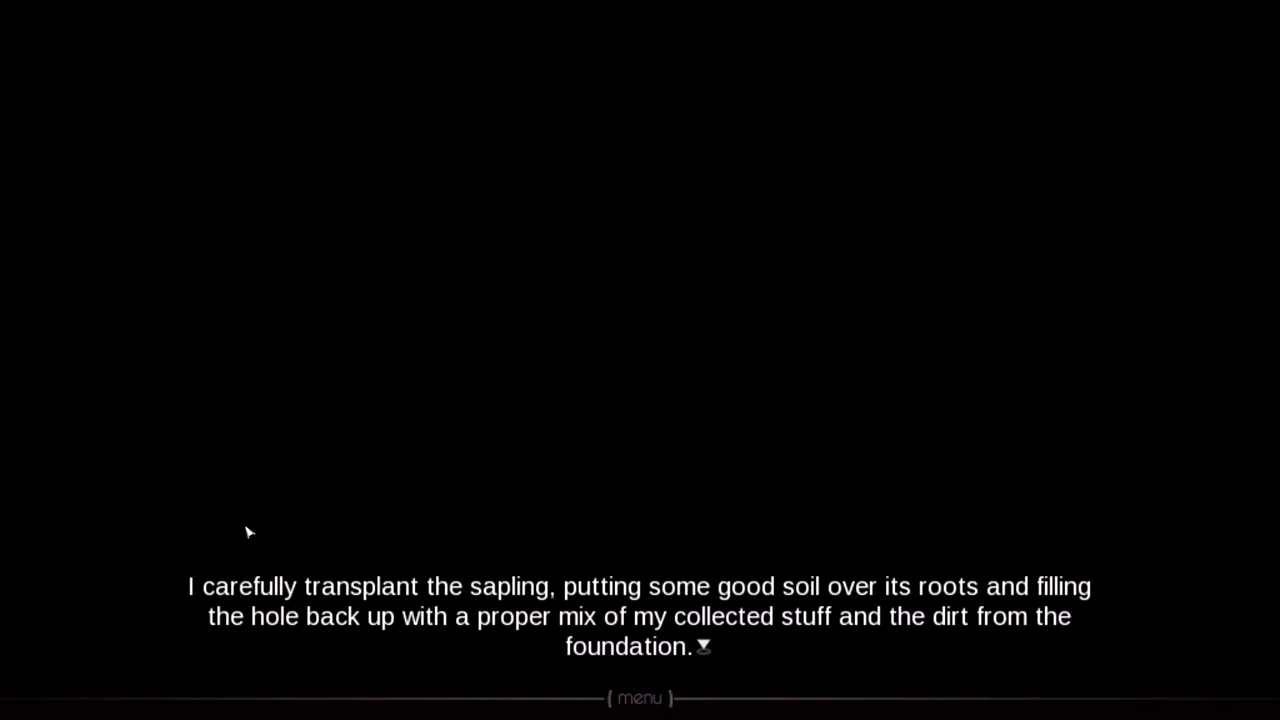 I carefully transplant the sapling, putting some good soil over its roots and filling
the hole back up with a proper mix of my collected stuff and the dirt from the
foundation.
( menu )